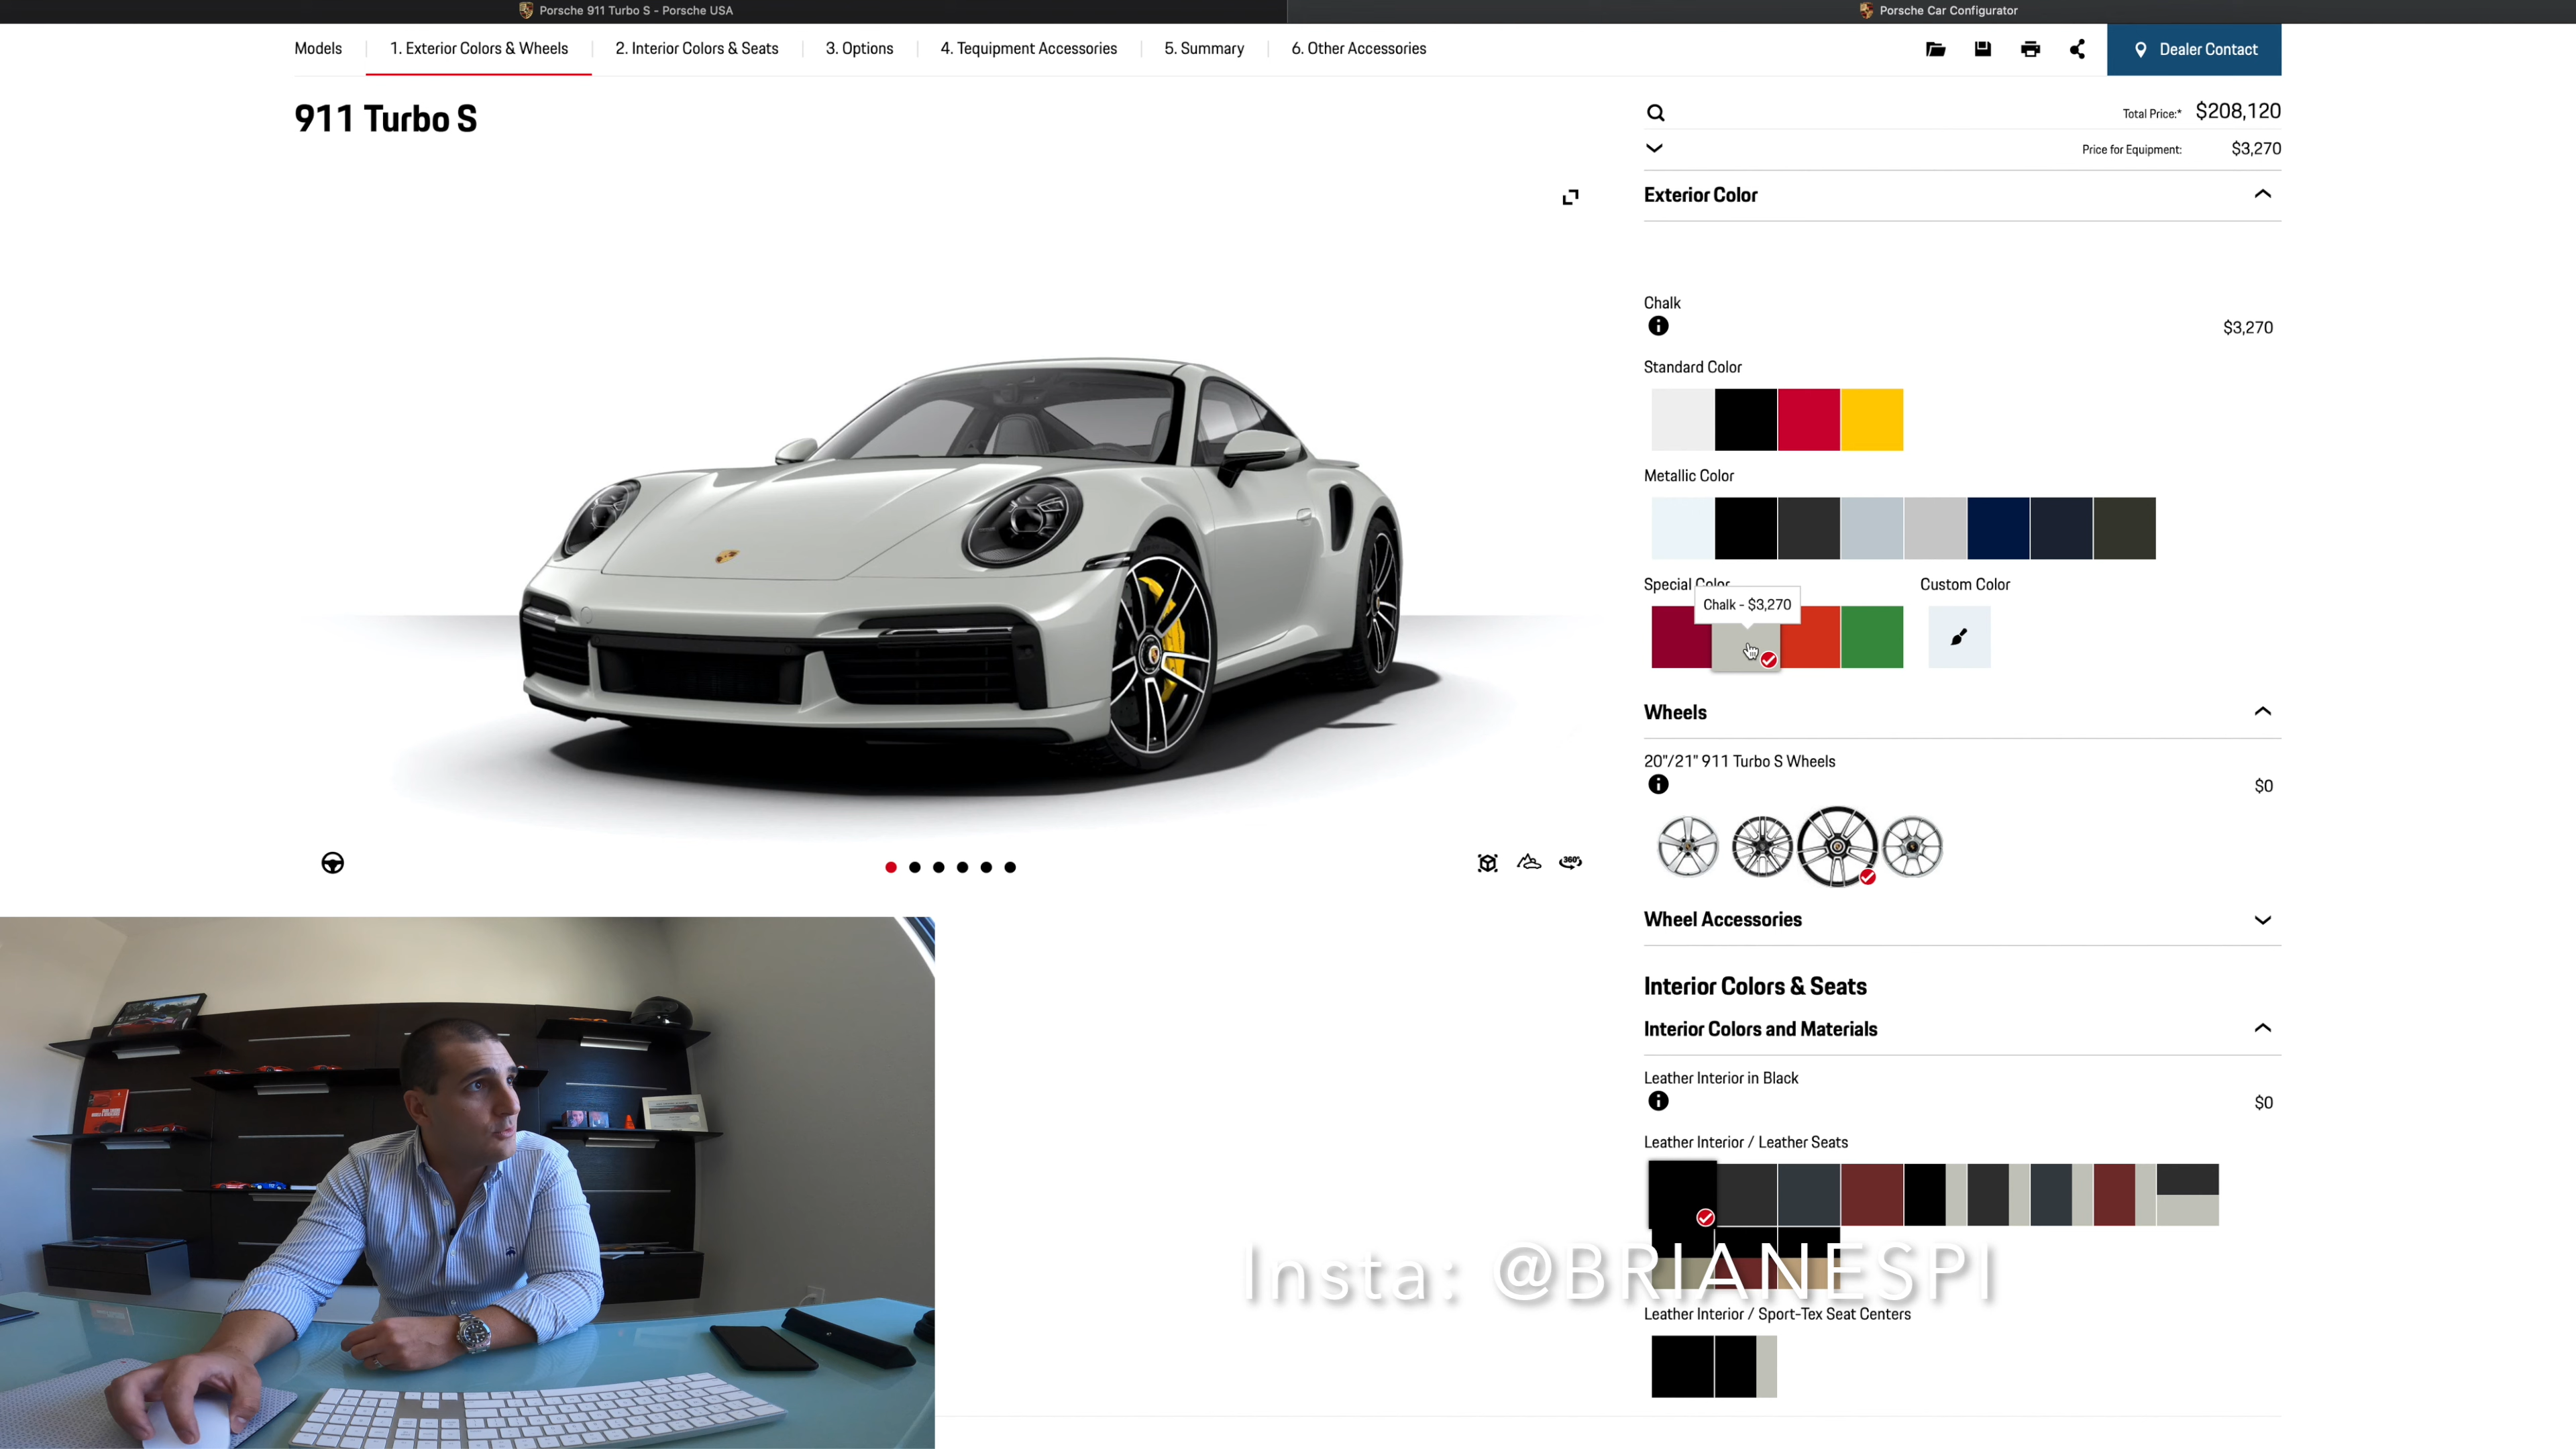 Porsche 911 Turbo S - Porsche USA
Porsche Car Configurator
Models
1. Exterior Colors & Wheels
2. Interior Colors & Seats
3. Options
4. Tequipment Accessories
5. Summary
6. Other Accessories
Dealer Contact
911 Turbo S
Total Price:* $208,120
Price for Equipment: $3,270
Exterior Color
Chalk
$3,270
Standard Color
Metallic Color
Special Color
Custom Color
Chalk - $3,270
Wheels
20"/21" 911 Turbo S Wheels
$0
360°
Wheel Accessories
Interior Colors & Seats
Interior Colors and Materials
Leather Interior in Black
$0
Leather Interior / Leather Seats
Insta: @BRIANESPI
Leather Interior / Sport-Tex Seat Centers